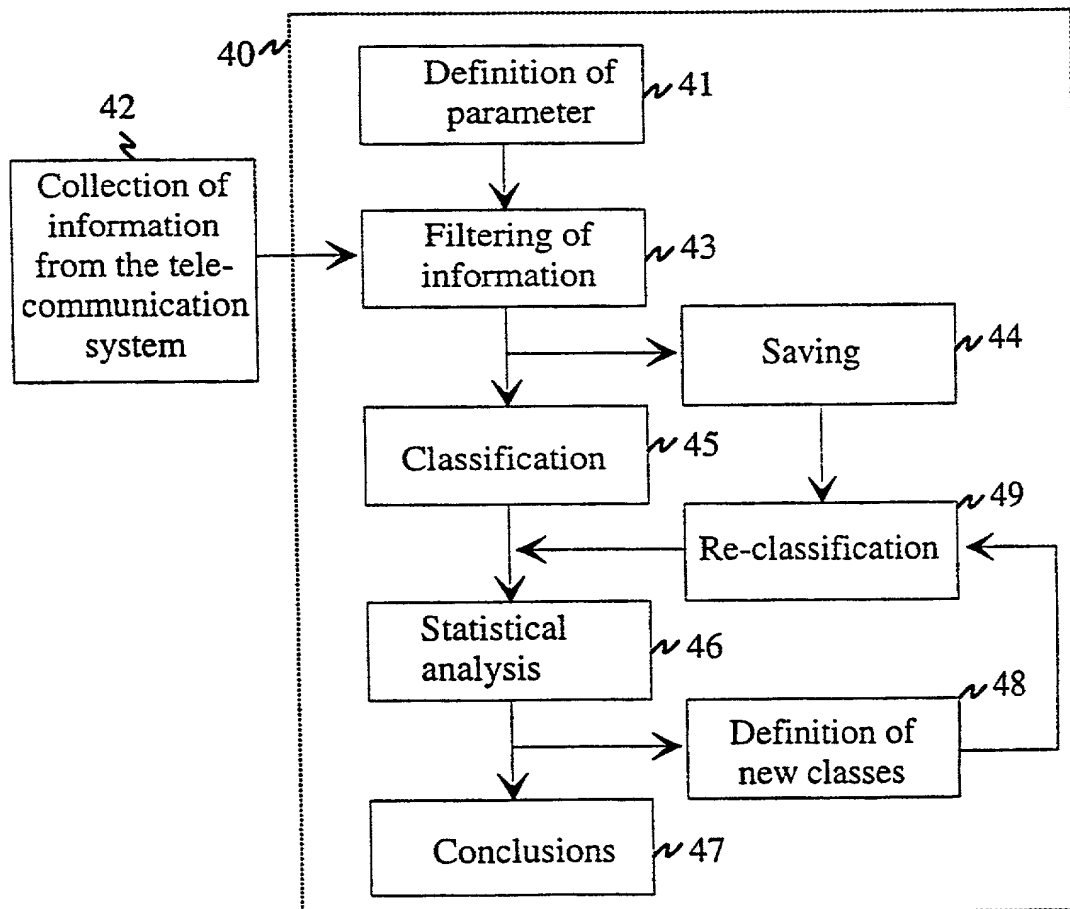 40
Definition of
parameter
41
42
Collection of
information
from the tele-
communication
system
Filtering of
information
43
Saving
44
Classification
45
Re-classification
49
Statistical
analysis
46
Definition of
new classes
48
Conclusions
47